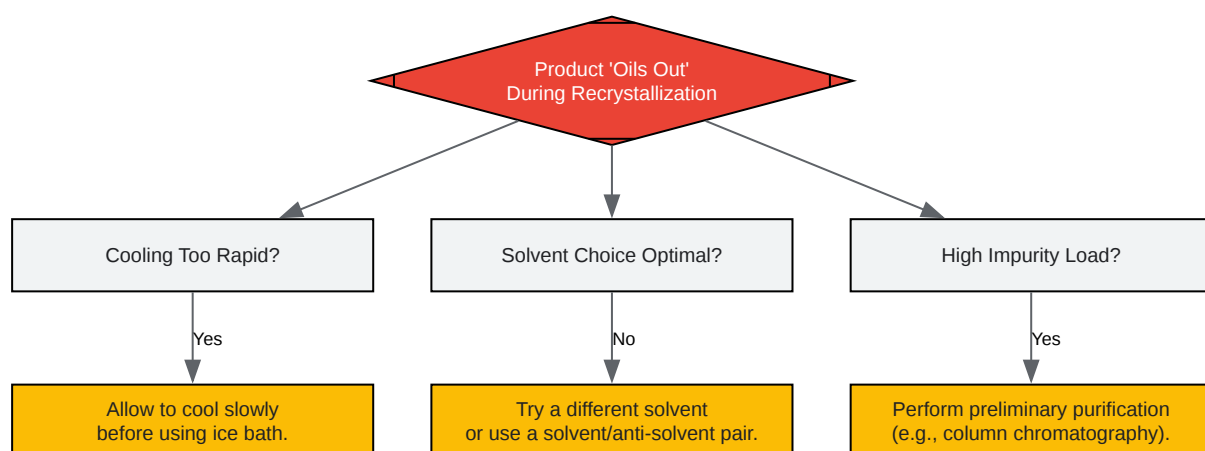 Product 'Oils Out'
During Recrystallization
Cooling Too Rapid?
Solvent Choice Optimal?
High Impurity Load?
Yes
No
Yes
Allow to cool slowly
before using ice bath.
Try a different solvent
or use a solvent/anti-solvent pair.
Perform preliminary purification
(e.g., column chromatography).